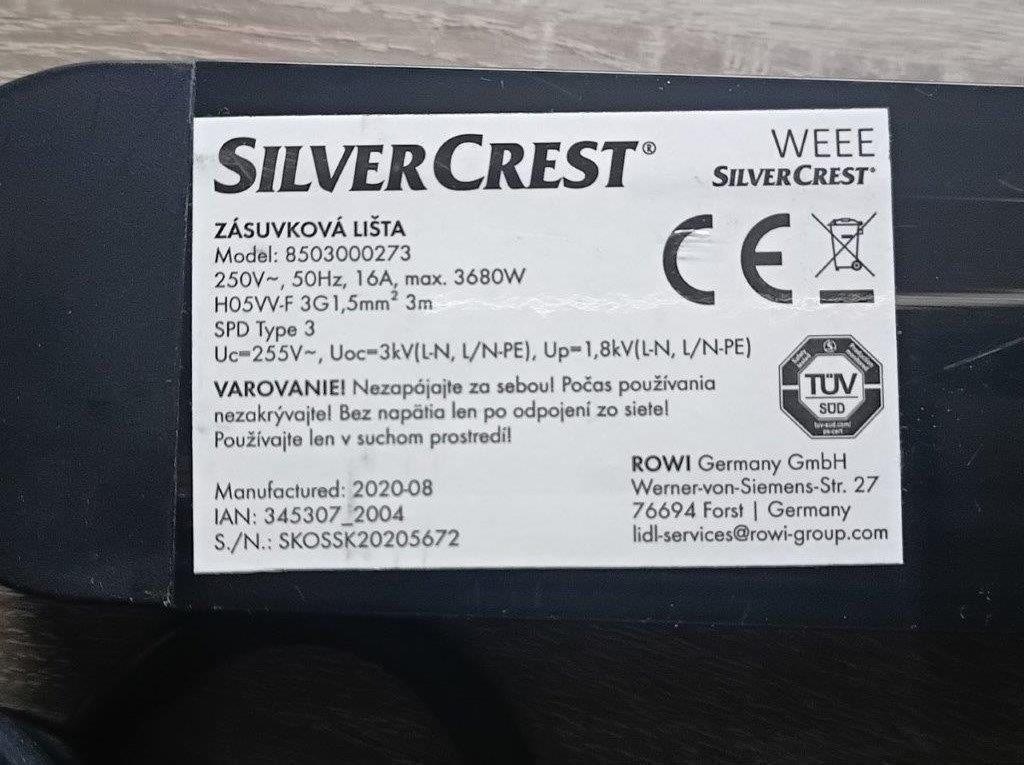 SILVERCREST®
WEEE
SILVERCREST®
ZÁSUVKOVÁ LIŠTA
Model: 8503000273
250V~, 50Hz, 16A, max. 3680W
H05VV-F 3G1,5mm² 3m
SPD Type 3
Uc=255V~, Uoc=3kV(L-N, L/N-PE), Up=1,8kV(L-N, L/N-PE)
CE
VAROVANIE! Nezapájajte za sebou! Počas používania
nezakrývajte! Bez napätia len po odpojení zo siete!
Používajte len v suchom prostredí!
TÜV
SÜD
Manufactured: 2020-08
IAN: 345307_2004
S./N.: SKOSSK20205672
ROWI Germany GmbH
Werner-von-Siemens-Str. 27
76694 Forst | Germany
lidl-services@rowi-group.com